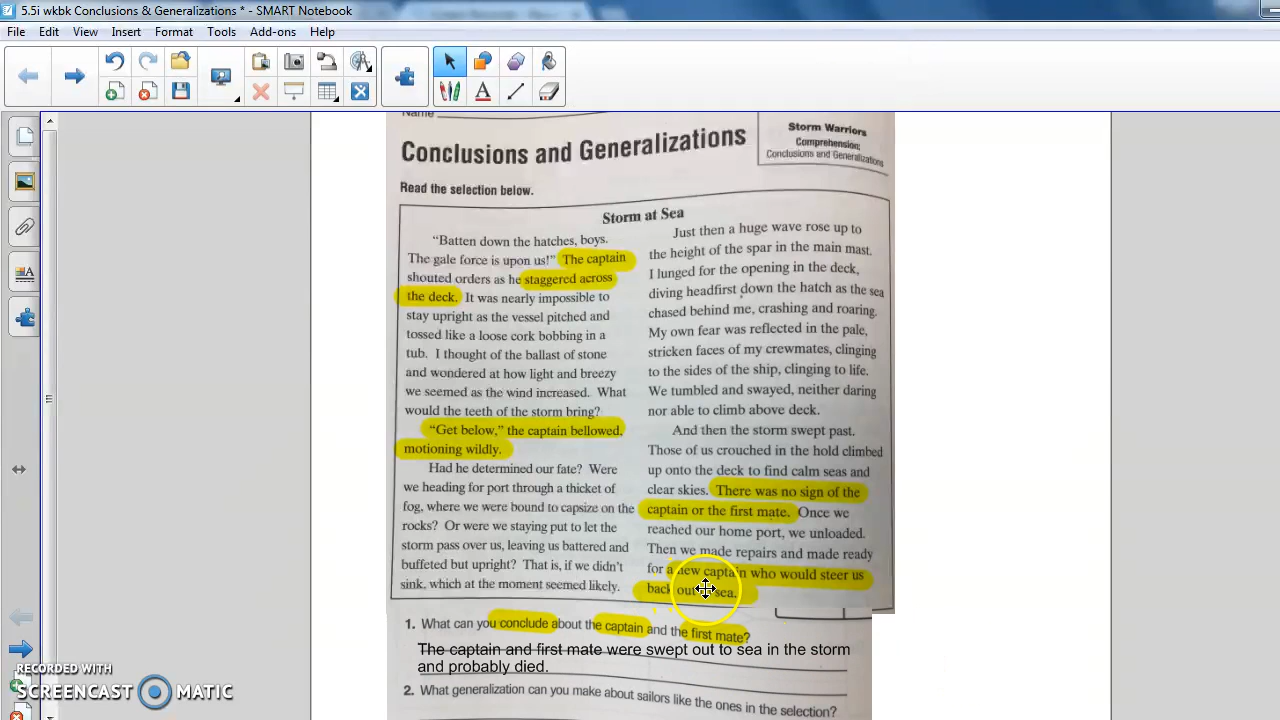 5.5i wkbk Conclusions & Generalizations * - SMART Notebook
File Edit View Insert Format Tools Add-ons Help
Name
Conclusions and Generalizations
Storm Warriors
Comprehension:
Conclusions and Generalizations
Read the selection below.
Storm at Sea
"Batten down the hatches, boys.
The gale force is upon us!" The captain
shouted orders as he staggered across
the deck. It was nearly impossible to
stay upright as the vessel pitched and
tossed like a loose cork bobbing in a
tub. I thought of the ballast of stone
and wondered at how light and breezy
we seemed as the wind increased. What
would the teeth of the storm bring?
"Get below," the captain bellowed,
motioning wildly.
Had he determined our fate? Were
we heading for port through a thicket of
fog, where we were bound to capsize on the
rocks? Or were we staying put to let the
storm pass over us, leaving us battered and
buffeted but upright? That is, if we didn't
sink, which at the moment seemed likely.
Just then a huge wave rose up to
the height of the spar in the main mast.
I lunged for the opening in the deck,
diving headfirst down the hatch as the sea
chased behind me, crashing and roaring.
My own fear was reflected in the pale,
stricken faces of my crewmates, clinging
to the sides of the ship, clinging to life.
We tumbled and swayed, neither daring
nor able to climb above deck.
And then the storm swept past.
Those of us crouched in the hold climbed
up onto the deck to find calm seas and
clear skies. There was no sign of the
captain or the first mate. Once we
reached our home port, we unloaded.
Then we made repairs and made ready
for a new captain who would steer us
back out sea.
1. What can you conclude about the captain and the first mate?
The captain and first mate were swept out to sea in the storm
and probably died.
2. What generalization can you make about sailors like the ones in the selection?
RECORDED WITH
SCREENCAST MATIC